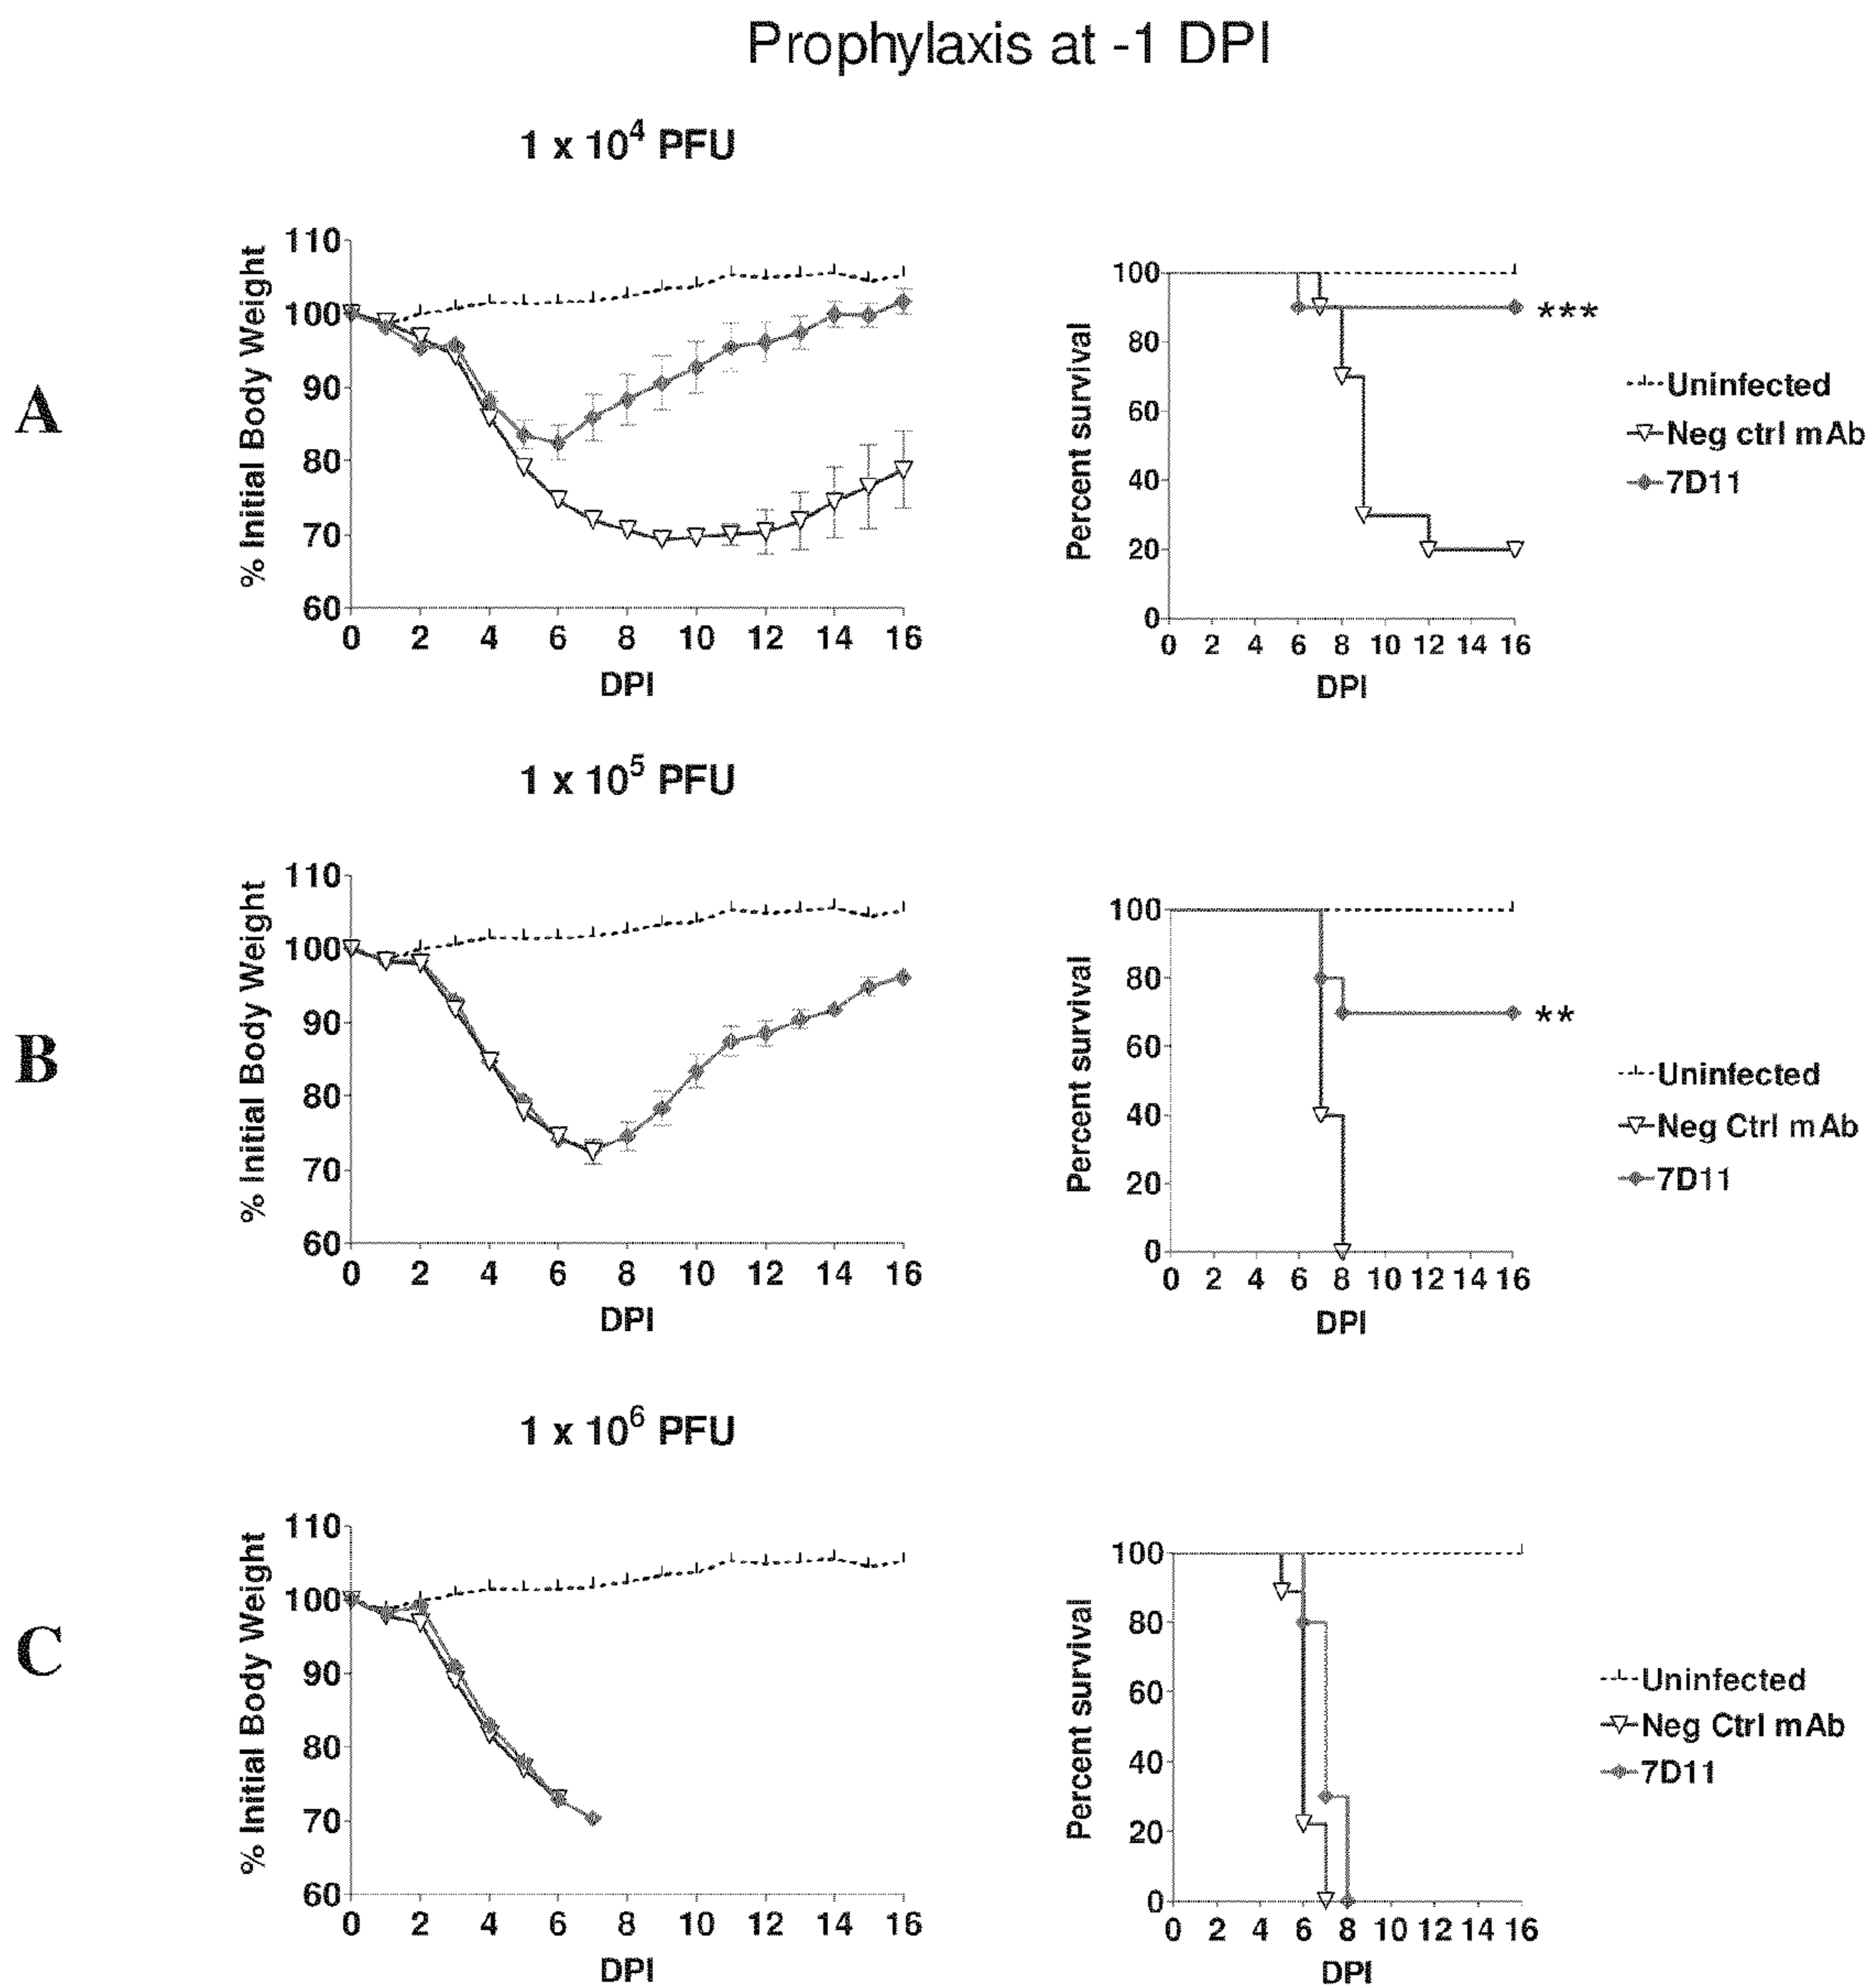 Prophylaxis at -1 DPI
1 x 10⁴ PFU
A
% Initial Body Weight
110
100
90
80
70
60
0 2 4 6 8 10 12 14 16
DPI
Percent survival
100
80
60
40
20
0
0 2 4 6 8 10 12 14 16
DPI
***
Uninfected
Neg ctrl mAb
7D11
1 x 10⁵ PFU
B
% Initial Body Weight
110
100
90
80
70
60
0 2 4 6 8 10 12 14 16
DPI
Percent survival
100
80
60
40
20
0
0 2 4 6 8 10 12 14 16
DPI
**
Uninfected
Neg Ctrl mAb
7D11
1 x 10⁶ PFU
C
% Initial Body Weight
110
100
90
80
70
60
0 2 4 6 8 10 12 14 16
DPI
Percent survival
100
80
60
40
20
0
0 2 4 6 8 10 12 14 16
DPI
Uninfected
Neg Ctrl mAb
7D11